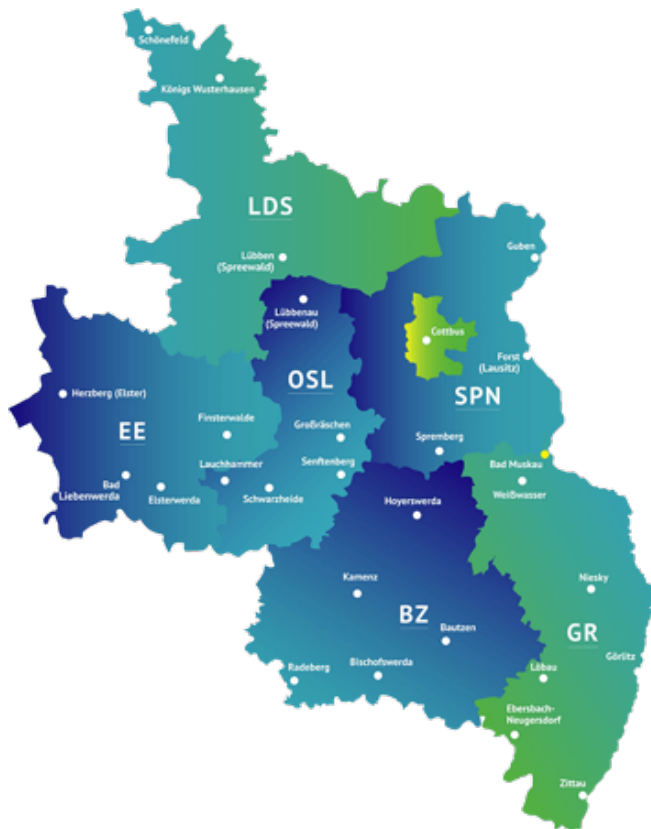 Schönefeld
Königs Wusterhausen
LDS
Guben
Lübben
(Spreewald)
Lübbenau
(Spreewald)
Cottbus
Forst
(Lausitz)
OSL
SPN
Herzberg (Elster)
Finsterwalde
EE
Großräschen
Spremberg
Lauchhammer
Senftenberg
Bad Muskau
Bad
Liebenwerda
Elsterwerda
Schwarzheide
Weißwasser
Hoyerswerda
Kamenz
Niesky
BZ
Bautzen
GR
Görlitz
Radeberg
Bischofswerda
Löbau
Ebersbach-
Neugersdorf
Zittau